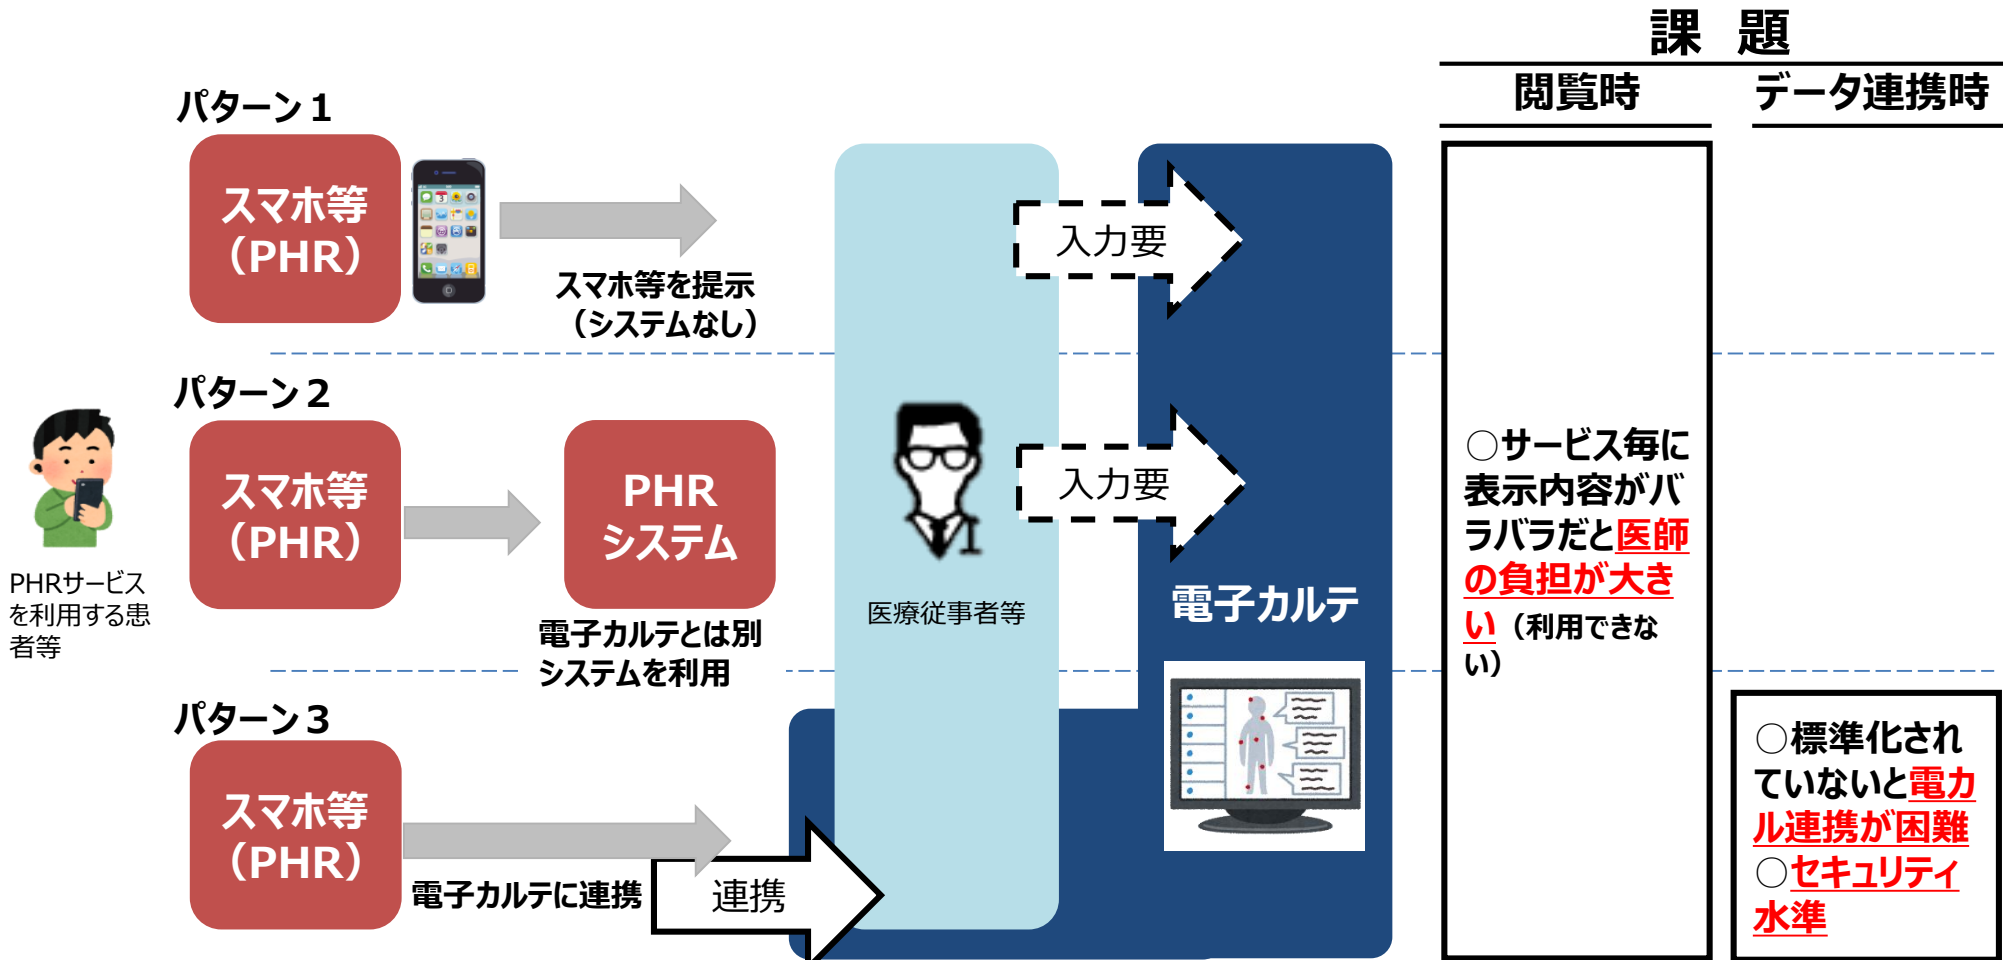 課 題
閲覧時
データ連携時
パターン１
スマホ等
（PHR）
スマホ等を提示
（システムなし）
入力要
パターン２
スマホ等
（PHR）
PHR
システム
電子カルテとは別
システムを利用
入力要
PHRサービス
を利用する患
者等
医療従事者等
電子カルテ
パターン３
スマホ等
（PHR）
電子カルテに連携
連携
○サービス毎に
表示内容がバ
ラバラだと医師
の負担が大き
い（利用できな
い）
○標準化され
ていないと電カ
ル連携が困難
○セキュリティ
水準